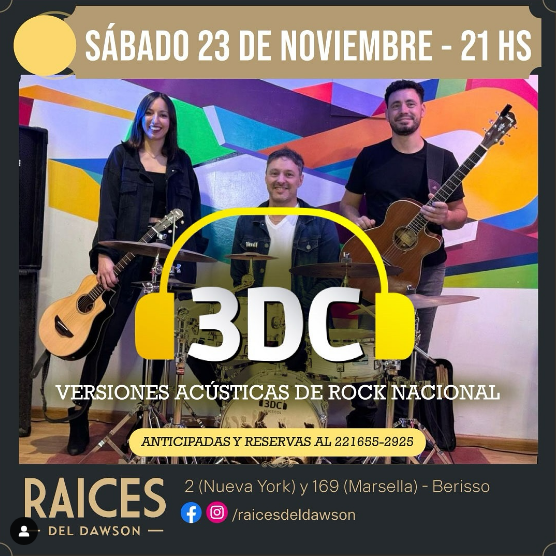 SÁBADO 23 DE NOVIEMBRE - 21 HS
3DC
VERSIONES ACÚSTICAS DE ROCK NACIONAL
3DC
ANTICIPADAS Y RESERVAS AL 221655-2925
RAICES
DEL DAWSON
2 (Nueva York) y 169 (Marsella) - Berisso
/raicesdeldawson